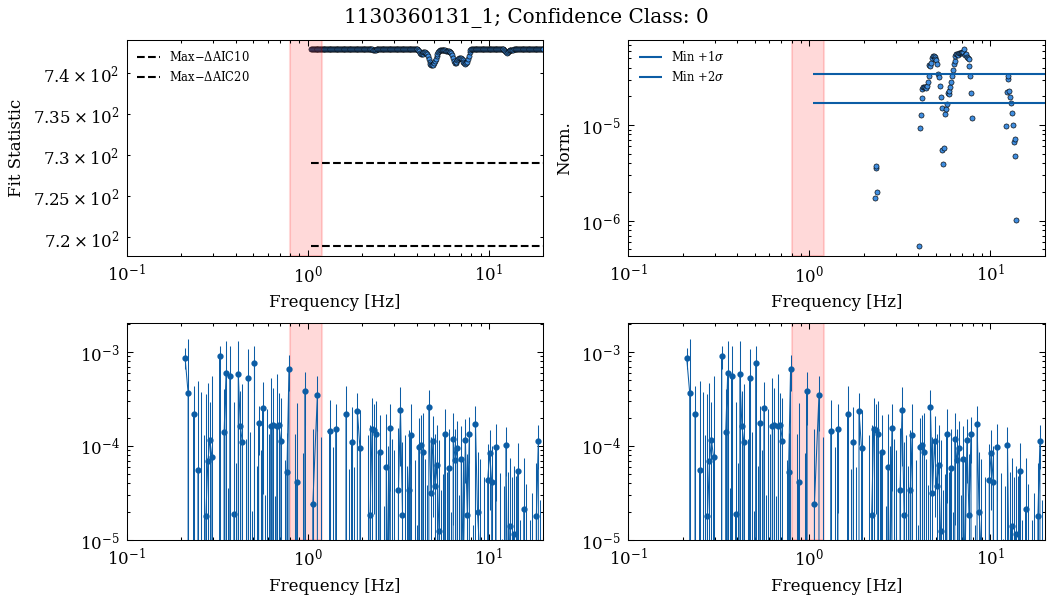 1130360131_1; Confidence Class: 0
Max−ΔAIC10
Max−ΔAIC20
7.4 × 10²
7.35 × 10²
7.3 × 10²
7.25 × 10²
7.2 × 10²
Fit Statistic
10⁻¹ 10⁰ 10¹
Frequency [Hz]
Min +1σ
Min +2σ
10⁻⁵
10⁻⁶
Norm.
10⁻¹ 10⁰ 10¹
Frequency [Hz]
10⁻³
10⁻⁴
10⁻⁵
10⁻¹ 10⁰ 10¹
Frequency [Hz]
10⁻³
10⁻⁴
10⁻⁵
10⁻¹ 10⁰ 10¹
Frequency [Hz]